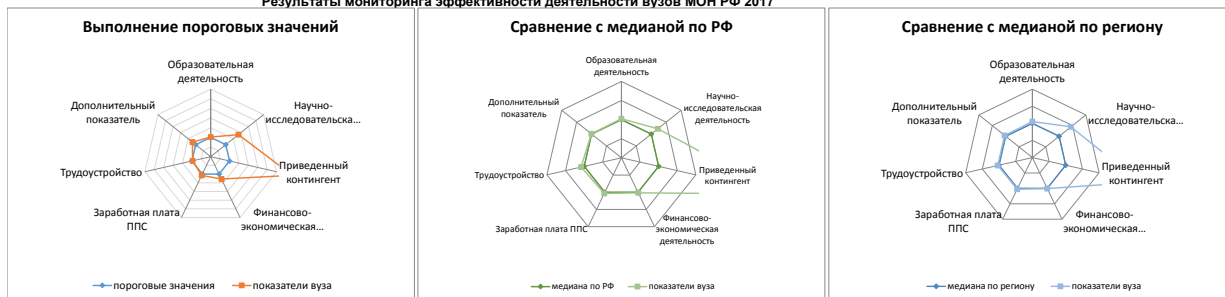 Результаты мониторинга эффективности деятельности вузов МОН РФ 2017
Выполнение пороговых значений
Образовательная
деятельность
Научно-
исследовательска...
Приведенный
контингент
Финансово-
экономическая...
Заработная плата
ППС
Трудоустройство
Дополнительный
показатель
пороговые значения
показатели вуза
Сравнение с медианой по РФ
Образовательная
деятельность
Научно-
исследовательская
деятельность
Приведенный
контингент
Финансово-
экономическая
деятельность
Заработная плата ППС
Трудоустройство
Дополнительный
показатель
медиана по РФ
показатели вуза
Сравнение с медианой по региону
Образовательная
деятельность
Научно-
исследовательска...
Приведенный
контингент
Финансово-
экономическая...
Заработная плата
ППС
Трудоустройство
Дополнительный
показатель
медиана по региону
показатели вуза